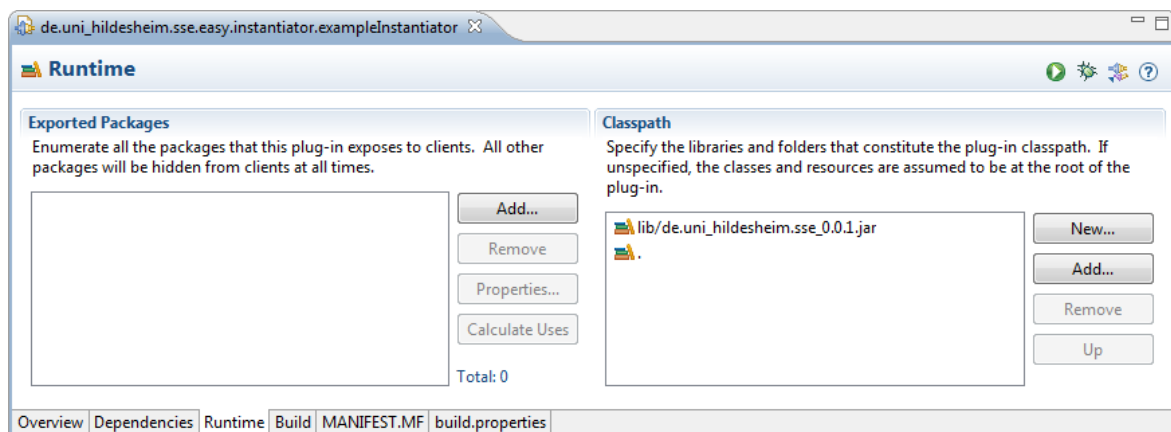 de.uni_hildesheim.sse.easy.instantiator.exampleInstantiator
Runtime
Exported Packages
Enumerate all the packages that this plug-in exposes to clients. All other
packages will be hidden from clients at all times.
Add...
Remove
Properties...
Calculate Uses
Total: 0
Classpath
Specify the libraries and folders that constitute the plug-in classpath. If
unspecified, the classes and resources are assumed to be at the root of the
plug-in.
lib/de.uni_hildesheim.sse_0.0.1.jar
.
New...
Add...
Remove
Up
Overview Dependencies Runtime Build MANIFEST.MF build.properties